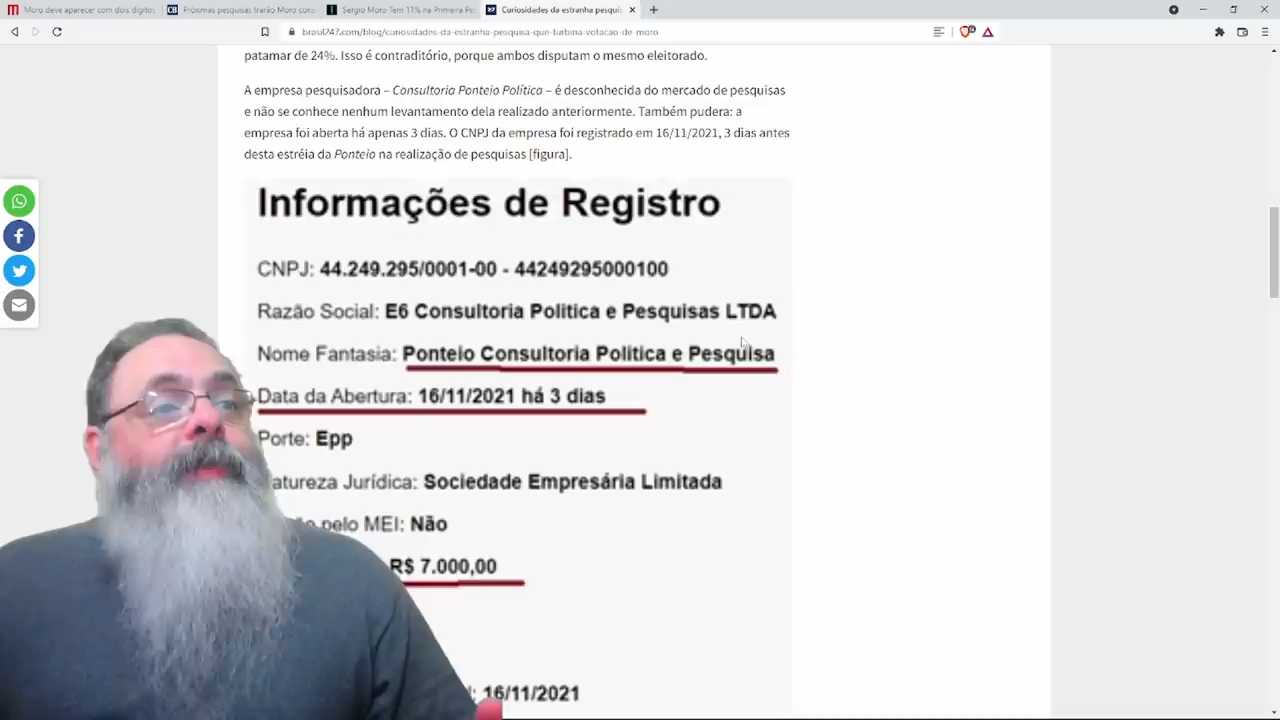 Moro deve aparecer com dois dígitos
Próximas pesquisas trarão Moro cons
Sergio Moro Tem 11% na Primeira Pe
Curiosidades da estranha pesquis
brasil247.com/blog/curiosidades-da-estranha-pesquisa-que-turbina-votacao-de-moro
patamar de 24%. Isso é contraditório, porque ambos disputam o mesmo eleitorado.
A empresa pesquisadora – Consultoria Ponteio Política – é desconhecida do mercado de pesquisas
e não se conhece nenhum levantamento dela realizado anteriormente. Também pudera: a
empresa foi aberta há apenas 3 dias. O CNPJ da empresa foi registrado em 16/11/2021, 3 dias antes
desta estréia da Ponteio na realização de pesquisas [figura].
Informações de Registro
CNPJ: 44.249.295/0001-00 - 44249295000100
Razão Social: E6 Consultoria Politica e Pesquisas LTDA
Nome Fantasia: Ponteio Consultoria Politica e Pesquisa
Data da Abertura: 16/11/2021 há 3 dias
Porte: Epp
atureza Jurídica: Sociedade Empresária Limitada
pelo MEI: Não
R$ 7.000,00
16/11/2021